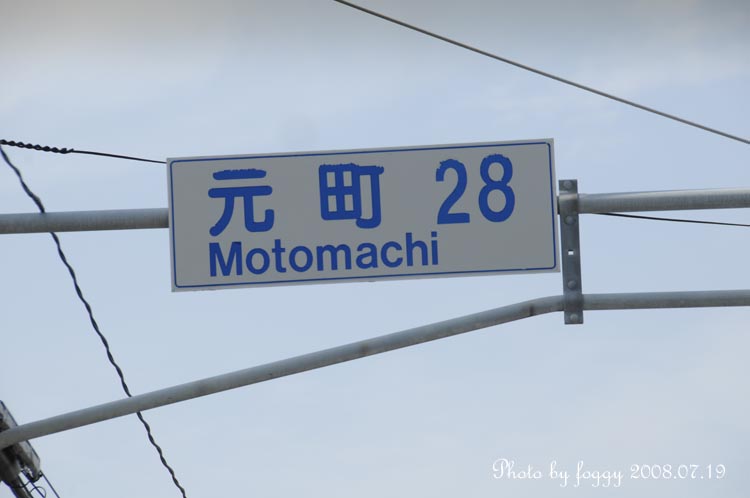 元町 28
Motomachi
Photo by foggy 2008.07.19